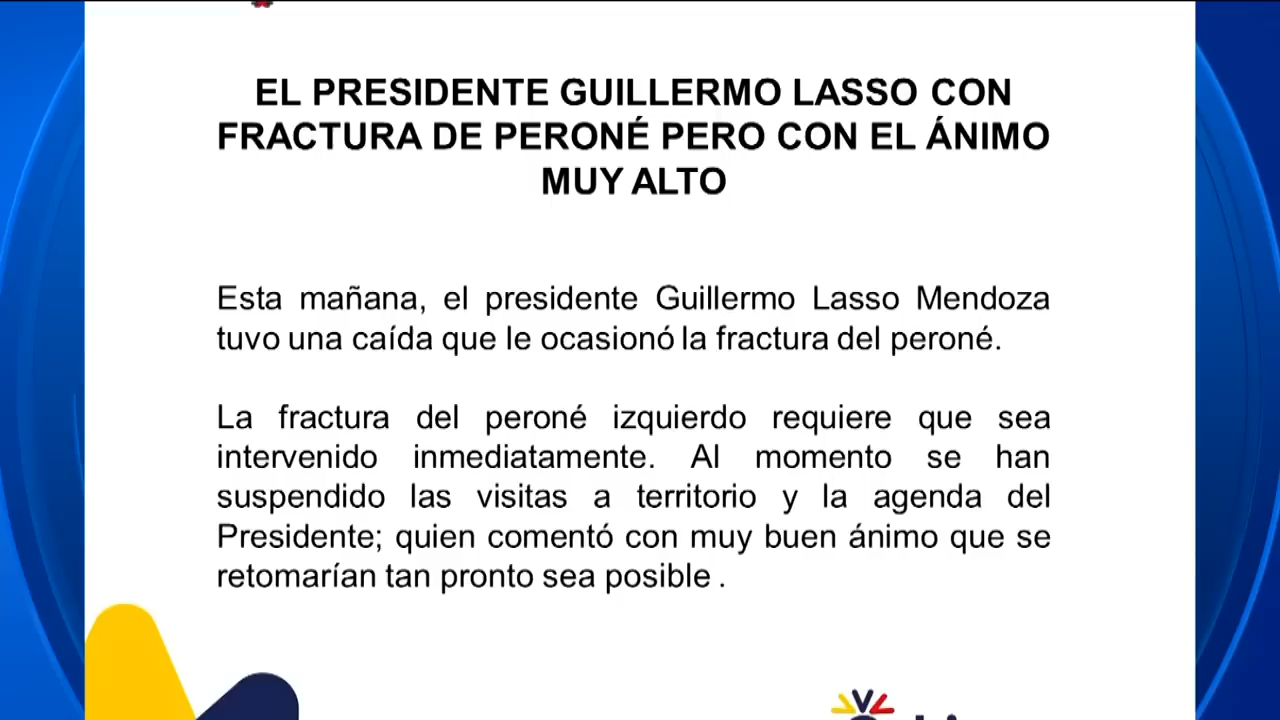 EL PRESIDENTE GUILLERMO LASSO CON
FRACTURA DE PERONÉ PERO CON EL ÁNIMO
MUY ALTO
Esta mañana, el presidente Guillermo Lasso Mendoza
tuvo una caída que le ocasionó la fractura del peroné.
La fractura del peroné izquierdo requiere que sea
intervenido inmediatamente. Al momento se han
suspendido las visitas a territorio y la agenda del
Presidente; quien comentó con muy buen ánimo que se
retomarían tan pronto sea posible .